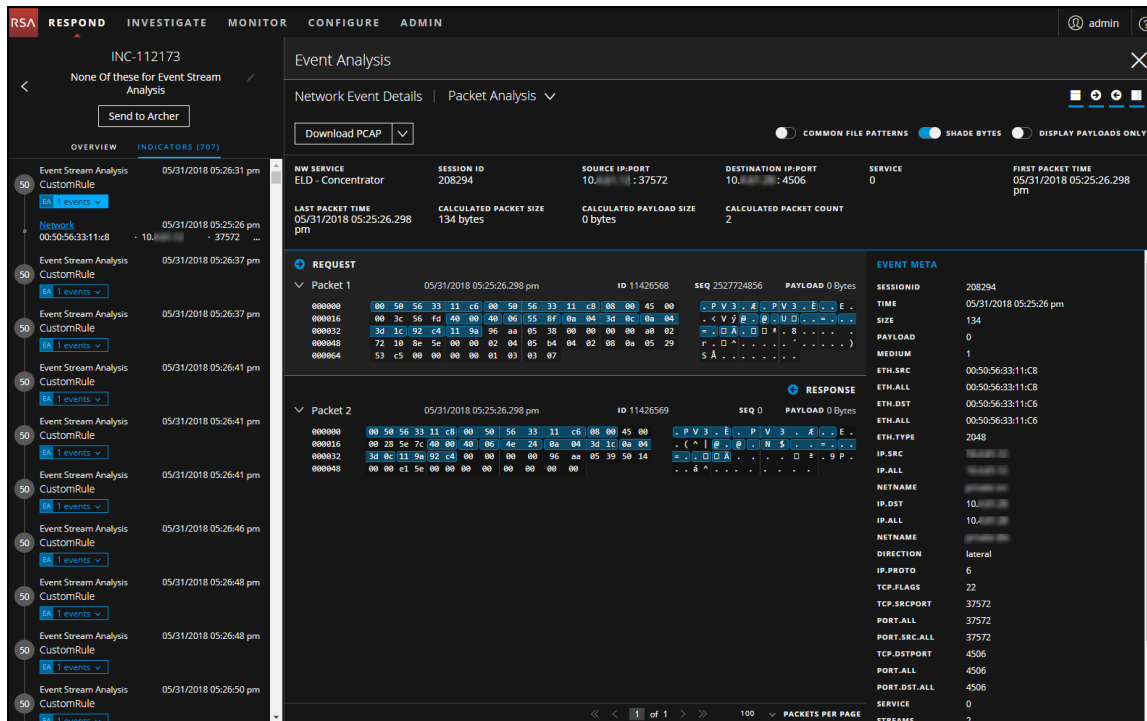 RSA RESPOND INVESTIGATE MONITOR CONFIGURE ADMIN admin
INC-112173
None Of these for Event Stream
Analysis
Send to Archer
OVERVIEW INDICATORS (707)
Event Stream Analysis 05/31/2018 05:26:31 pm
50 CustomRule
EA 1 events
Network 05/31/2018 05:25:26 pm
00:50:56:33:11:c8 · 10. · 37572 ...
Event Stream Analysis 05/31/2018 05:26:37 pm
50 CustomRule
EA 1 events
Event Stream Analysis 05/31/2018 05:26:37 pm
50 CustomRule
EA 1 events
Event Stream Analysis 05/31/2018 05:26:41 pm
50 CustomRule
EA 1 events
Event Stream Analysis 05/31/2018 05:26:41 pm
50 CustomRule
EA 1 events
Event Stream Analysis 05/31/2018 05:26:41 pm
50 CustomRule
EA 1 events
Event Stream Analysis 05/31/2018 05:26:46 pm
50 CustomRule
EA 1 events
Event Stream Analysis 05/31/2018 05:26:48 pm
50 CustomRule
EA 1 events
Event Stream Analysis 05/31/2018 05:26:48 pm
50 CustomRule
EA 1 events
Event Stream Analysis 05/31/2018 05:26:50 pm
50 CustomRule
Event Analysis
Network Event Details | Packet Analysis
Download PCAP
COMMON FILE PATTERNS SHADE BYTES DISPLAY PAYLOADS ONLY
NW SERVICE SESSION ID SOURCE IP:PORT DESTINATION IP:PORT SERVICE FIRST PACKET TIME
ELD - Concentrator 208294 10. : 37572 10. : 4506 0 05/31/2018 05:25:26.298
pm
LAST PACKET TIME CALCULATED PACKET SIZE CALCULATED PAYLOAD SIZE CALCULATED PACKET COUNT
05/31/2018 05:25:26.298 134 bytes 0 bytes 2
pm
REQUEST
Packet 1 05/31/2018 05:25:26.298 pm ID 11426568 SEQ 2527724856 PAYLOAD 0 Bytes
000000 00 50 56 33 11 c6 00 50 56 33 11 c8 08 00 45 00 . P V 3 . Æ . P V 3 . È . . E .
000016 00 3c 56 fd 40 00 40 06 55 8f 0a 04 3d 0c 0a 04 . < V ý @ . @ . U . . . = . . .
000032 3d 1c 92 c4 11 9a 96 aa 05 38 00 00 00 00 a0 02
000048 72 10 8e 5e 00 00 02 04 05 b4 04 02 08 0a 05 29
000064 53 c5 00 00 00 00 01 03 03 07 S Å . . . . . . . .
RESPONSE
Packet 2 05/31/2018 05:25:26.298 pm ID 11426569 SEQ 0 PAYLOAD 0 Bytes
000000 00 50 56 33 11 c8 00 50 56 33 11 c6 08 00 45 00 . P V 3 . È . P V 3 . Æ . . E .
000016 00 28 5e 7c 40 00 40 06 4e 24 0a 04 3d 1c 0a 04 . ( ^ | @ . @ . N $ . . = . . .
000032 3d 0c 11 9a 92 c4 00 00 00 00 96 aa 05 39 50 14
000048 00 00 e1 5e 00 00 00 00 00 00 00 00 . . á ^ . . . . . . . .
1 of 1 100 PACKETS PER PAGE
EVENT META
SESSIONID 208294
TIME 05/31/2018 05:25:26 pm
SIZE 134
PAYLOAD 0
MEDIUM 1
ETH.SRC 00:50:56:33:11:C8
ETH.ALL 00:50:56:33:11:C8
ETH.DST 00:50:56:33:11:C6
ETH.ALL 00:50:56:33:11:C6
ETH.TYPE 2048
IP.SRC
IP.ALL
NETNAME
IP.DST 10.
IP.ALL 10.
NETNAME
DIRECTION lateral
IP.PROTO 6
TCP.FLAGS 22
TCP.SRCPORT 37572
PORT.ALL 37572
PORT.SRC.ALL 37572
TCP.DSTPORT 4506
PORT.ALL 4506
PORT.DST.ALL 4506
SERVICE 0
STREAMS 2